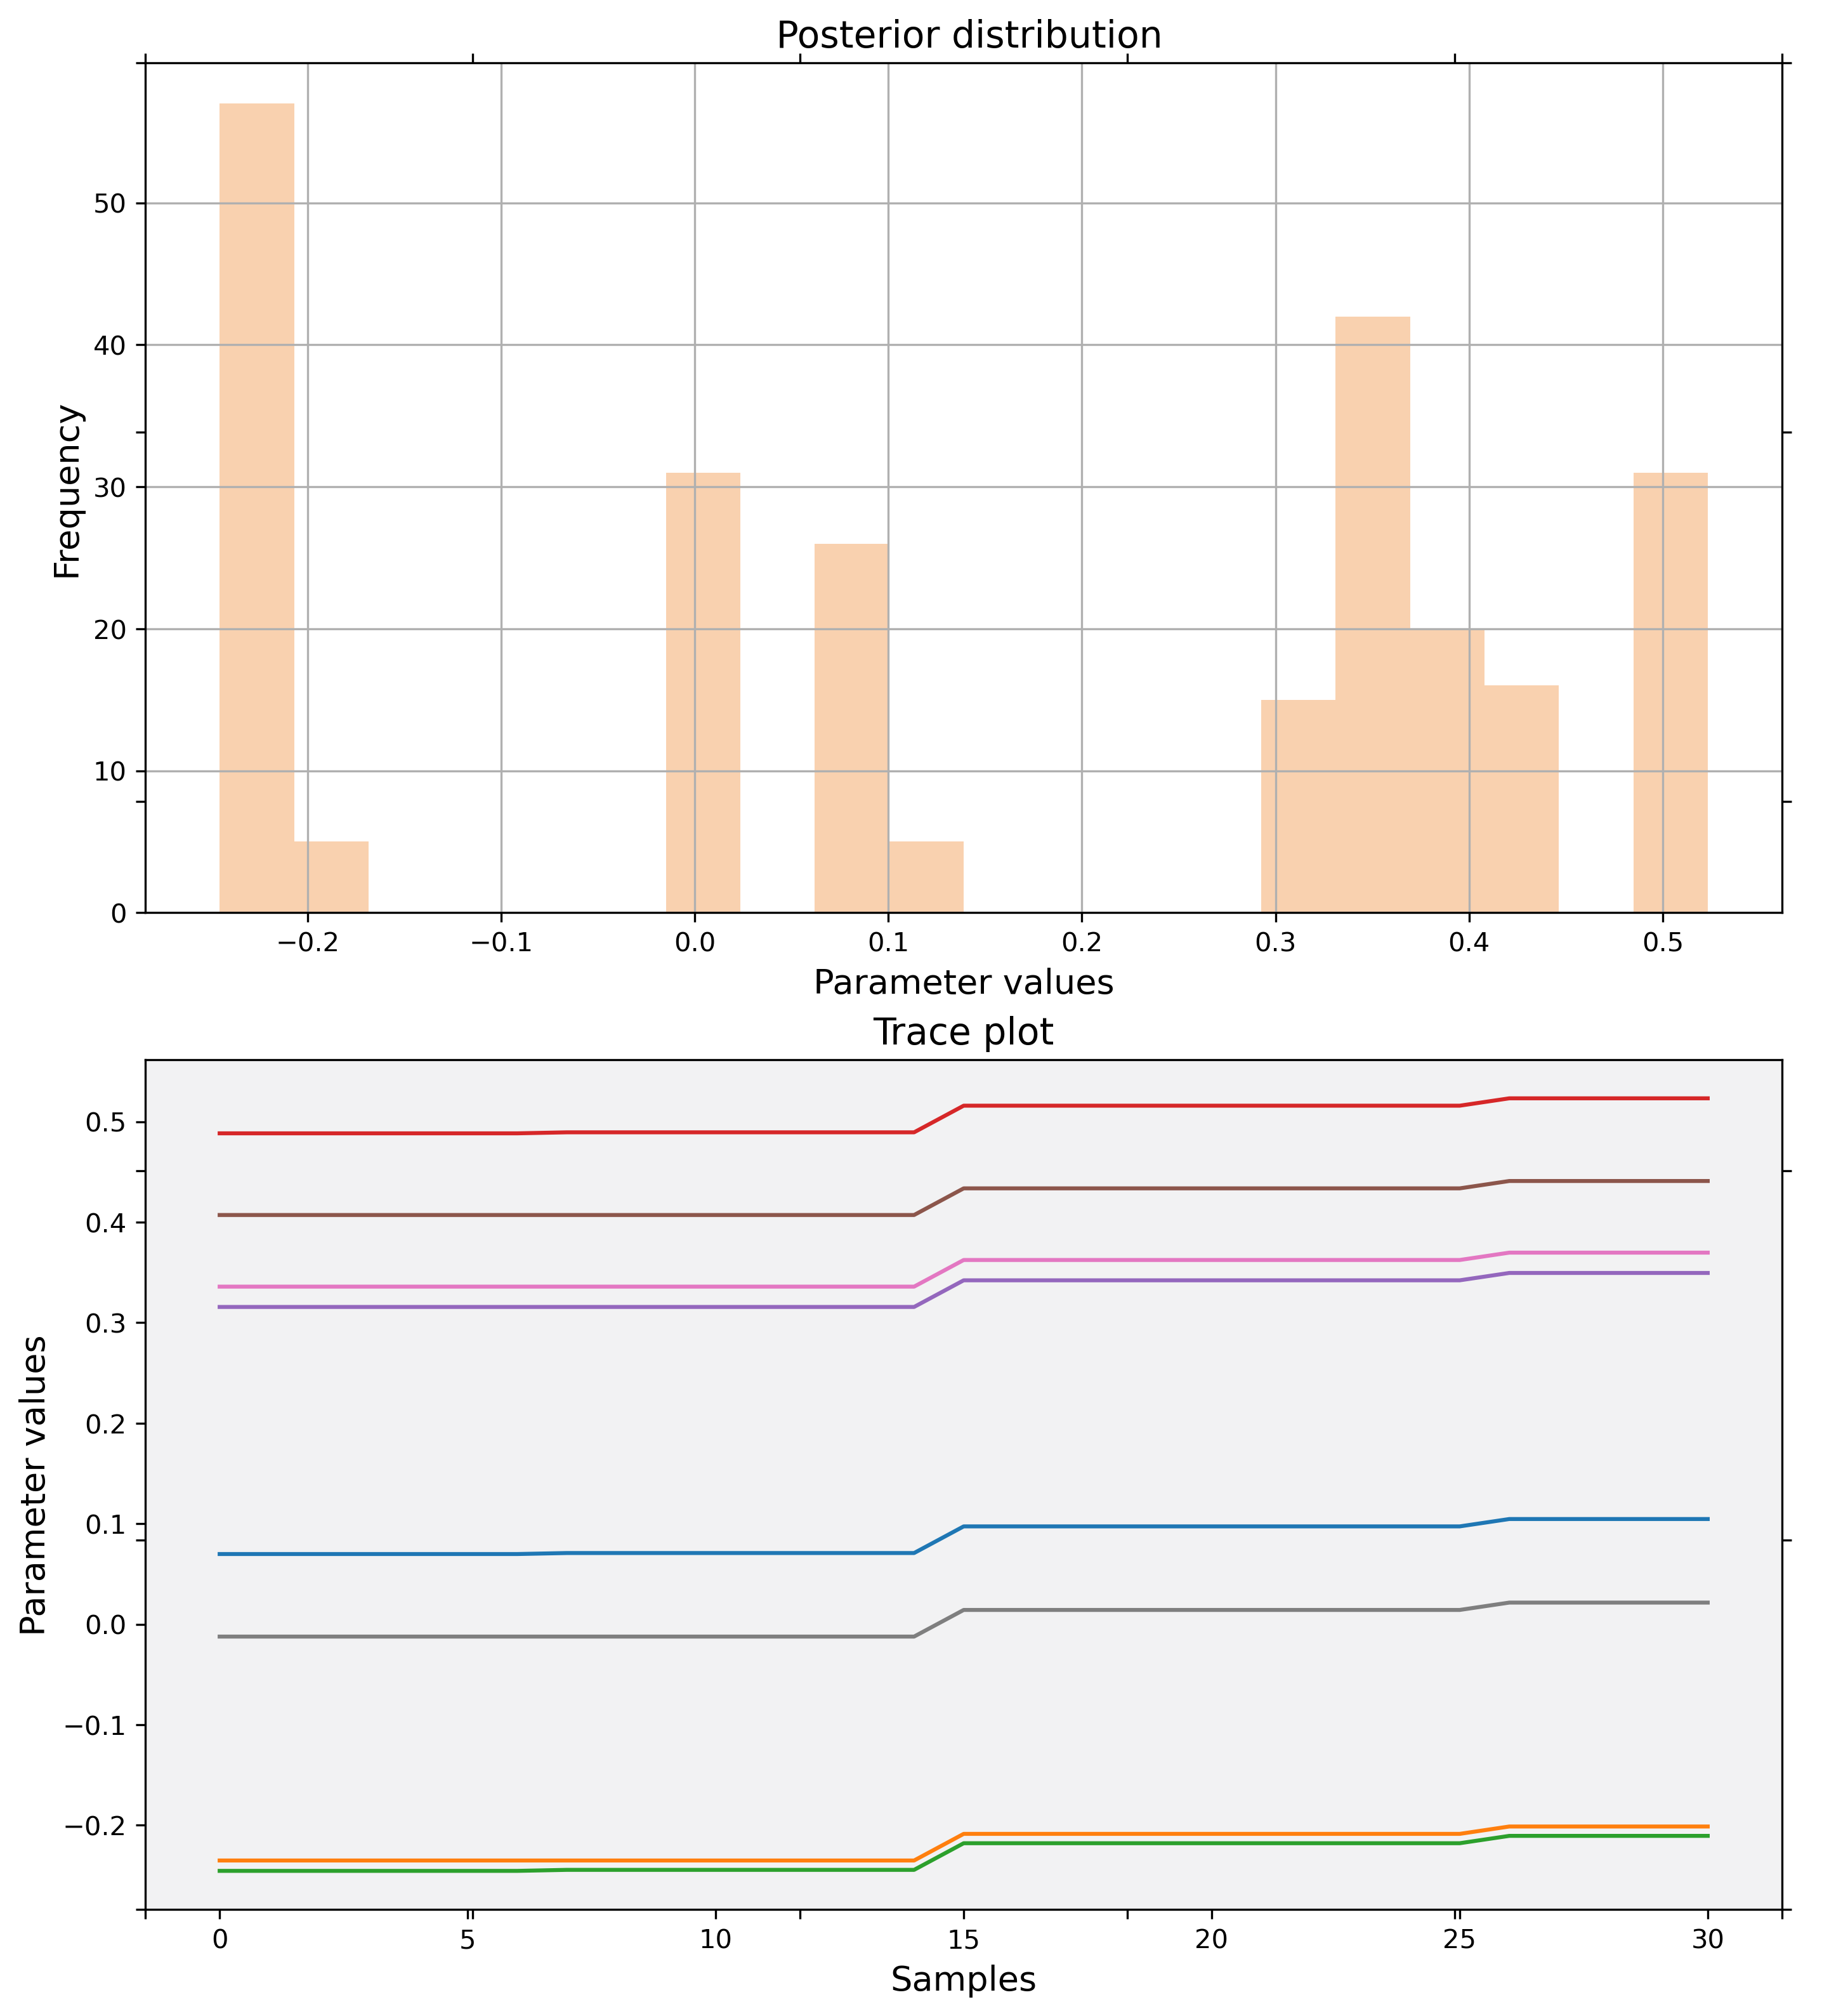 Posterior distribution
50
40
30
20
10
0
Frequency
−0.2 −0.1 0.0 0.1 0.2 0.3 0.4 0.5
Parameter values
Trace plot
0.5
0.4
0.3
0.2
0.1
0.0
−0.1
−0.2
Parameter values
0 5 10 15 20 25 30
Samples